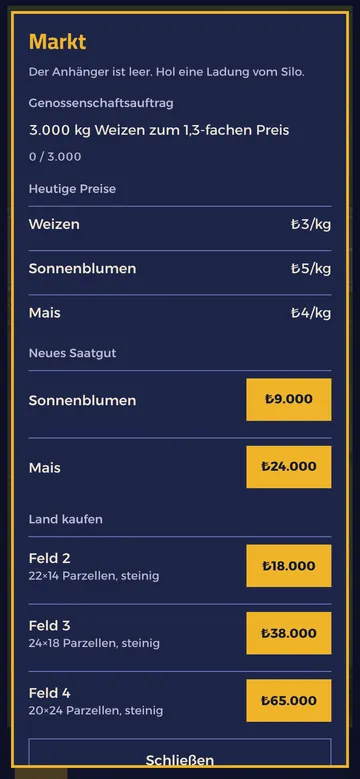 Markt
Der Anhänger ist leer. Hol eine Ladung vom Silo.
Genossenschaftsauftrag
3.000 kg Weizen zum 1,3-fachen Preis
0 / 3.000
Heutige Preise
Weizen ₺3/kg
Sonnenblumen ₺5/kg
Mais ₺4/kg
Neues Saatgut
Sonnenblumen ₺9.000
Mais ₺24.000
Land kaufen
Feld 2
22×14 Parzellen, steinig
₺18.000
Feld 3
24×18 Parzellen, steinig
₺38.000
Feld 4
20×24 Parzellen, steinig
₺65.000
Schließen